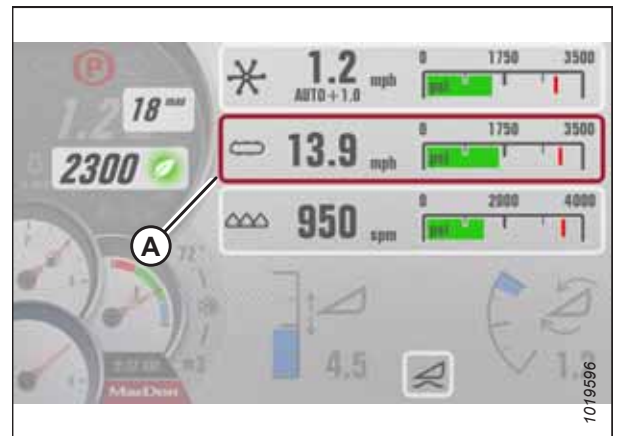 P
1.2
18 max
2300
A
1.2 mph
AUTO+1.0
0 1750 3500
psi
13.9 mph
0 1750 3500
psi
950 spm
0 2000 4000
psi
4.5
MacDon
1019596